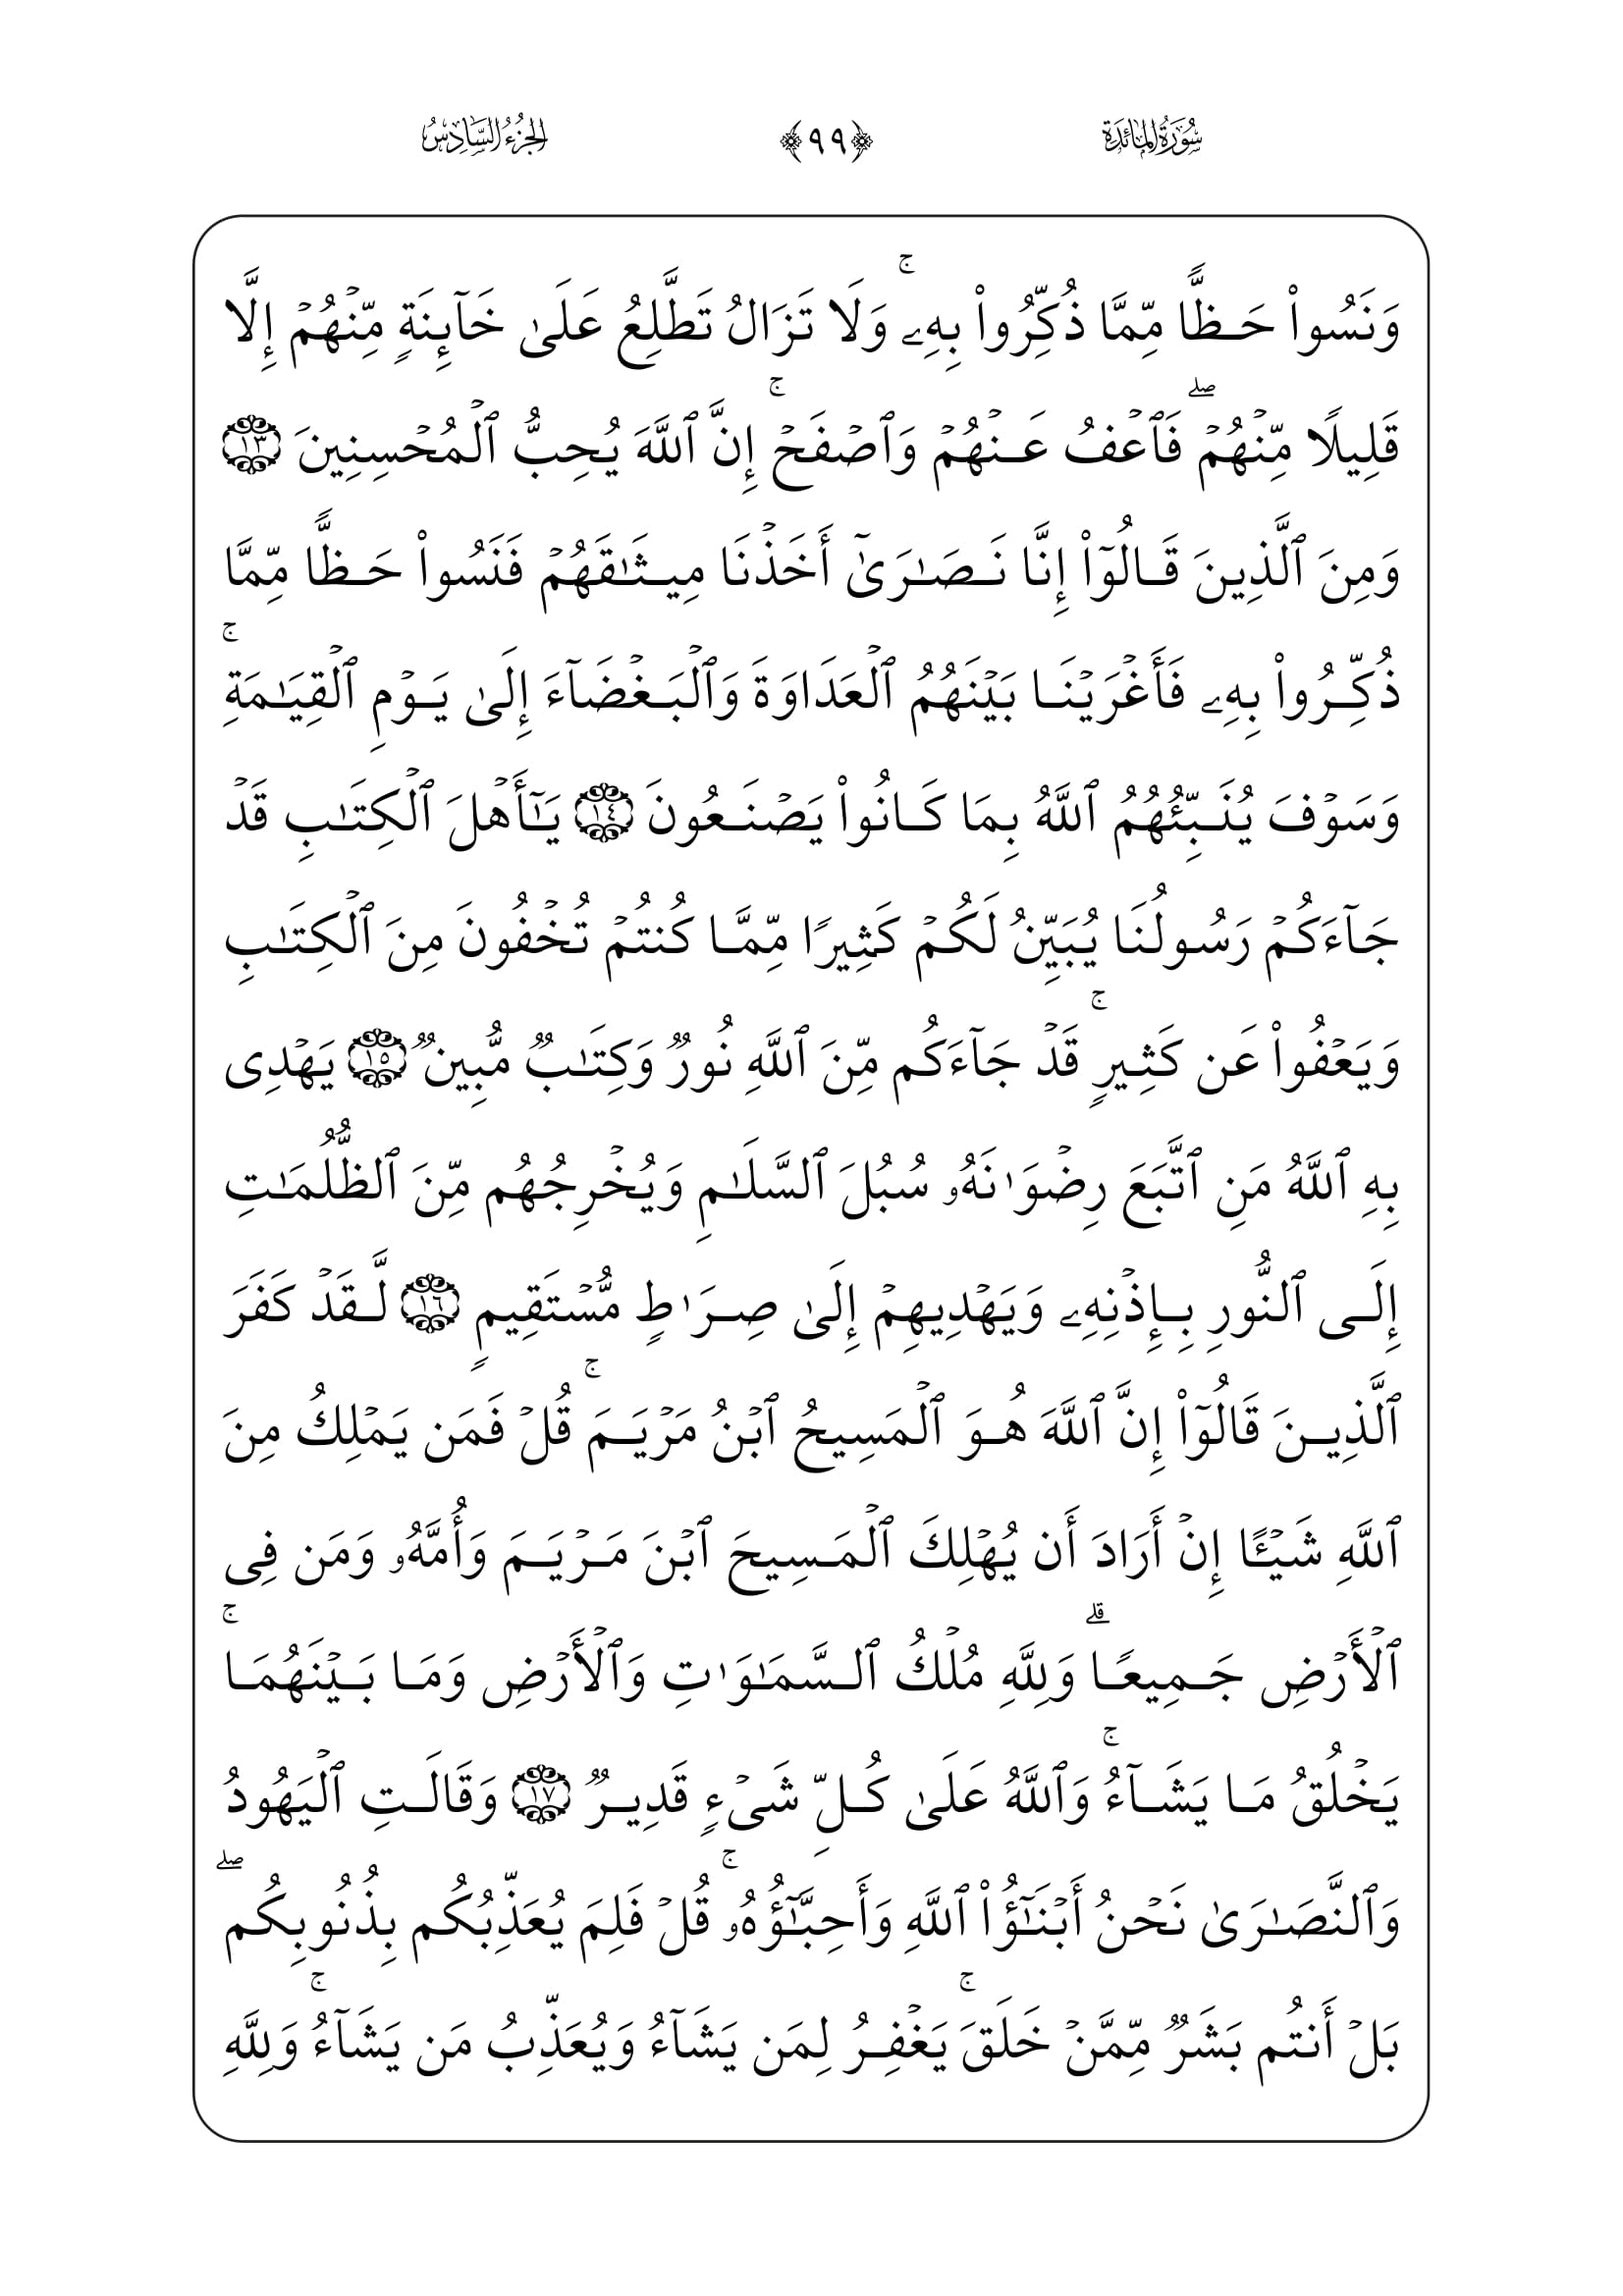 سُورَةُ المَائدَة ﴿٩٩﴾ الجزءُ السَّادِسُ
وَنَسُوا۟ حَظًّا مِّمَّا ذُكِّرُوا۟ بِهِۦۚ وَلَا تَزَالُ تَطَّلِعُ عَلَىٰ خَآئِنَةٍ مِّنْهُمْ إِلَّا
قَلِيلًا مِّنْهُمْۖ فَٱعْفُ عَنْهُمْ وَٱصْفَحْۚ إِنَّ ٱللَّهَ يُحِبُّ ٱلْمُحْسِنِينَ ١٣
وَمِنَ ٱلَّذِينَ قَالُوٓا۟ إِنَّا نَصَـٰرَىٰٓ أَخَذْنَا مِيثَـٰقَهُمْ فَنَسُوا۟ حَظًّا مِّمَّا
ذُكِّرُوا۟ بِهِۦ فَأَغْرَيْنَا بَيْنَهُمُ ٱلْعَدَاوَةَ وَٱلْبَغْضَآءَ إِلَىٰ يَوْمِ ٱلْقِيَـٰمَةِۚ
وَسَوْفَ يُنَبِّئُهُمُ ٱللَّهُ بِمَا كَانُوا۟ يَصْنَعُونَ ١٤ يَـٰٓأَهْلَ ٱلْكِتَـٰبِ قَدْ
جَآءَكُمْ رَسُولُنَا يُبَيِّنُ لَكُمْ كَثِيرًا مِّمَّا كُنتُمْ تُخْفُونَ مِنَ ٱلْكِتَـٰبِ
وَيَعْفُوا۟ عَن كَثِيرٍۚ قَدْ جَآءَكُم مِّنَ ٱللَّهِ نُورٌ وَكِتَـٰبٌ مُّبِينٌ ١٥ يَهْدِى
بِهِ ٱللَّهُ مَنِ ٱتَّبَعَ رِضْوَٰنَهُۥ سُبُلَ ٱلسَّلَـٰمِ وَيُخْرِجُهُم مِّنَ ٱلظُّلُمَـٰتِ
إِلَى ٱلنُّورِ بِإِذْنِهِۦ وَيَهْدِيهِمْ إِلَىٰ صِرَٰطٍ مُّسْتَقِيمٍ ١٦ لَّقَدْ كَفَرَ
ٱلَّذِينَ قَالُوٓا۟ إِنَّ ٱللَّهَ هُوَ ٱلْمَسِيحُ ٱبْنُ مَرْيَمَۚ قُلْ فَمَن يَمْلِكُ مِنَ
ٱللَّهِ شَيْـًٔا إِنْ أَرَادَ أَن يُهْلِكَ ٱلْمَسِيحَ ٱبْنَ مَرْيَمَ وَأُمَّهُۥ وَمَن فِى
ٱلْأَرْضِ جَمِيعًاۗ وَلِلَّهِ مُلْكُ ٱلسَّمَـٰوَٰتِ وَٱلْأَرْضِ وَمَا بَيْنَهُمَاۚ
يَخْلُقُ مَا يَشَآءُۚ وَٱللَّهُ عَلَىٰ كُلِّ شَىْءٍ قَدِيرٌ ١٧ وَقَالَتِ ٱلْيَهُودُ
وَٱلنَّصَـٰرَىٰ نَحْنُ أَبْنَـٰٓؤُا۟ ٱللَّهِ وَأَحِبَّـٰٓؤُهُۥۚ قُلْ فَلِمَ يُعَذِّبُكُم بِذُنُوبِكُمۖ
بَلْ أَنتُم بَشَرٌ مِّمَّنْ خَلَقَۚ يَغْفِرُ لِمَن يَشَآءُ وَيُعَذِّبُ مَن يَشَآءُۚ وَلِلَّهِ